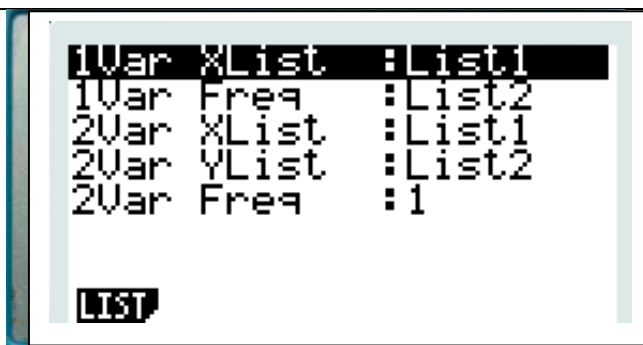 1Var XList :List1
1Var Freq :List2
2Var XList :List1
2Var YList :List2
2Var Freq :1
LIST